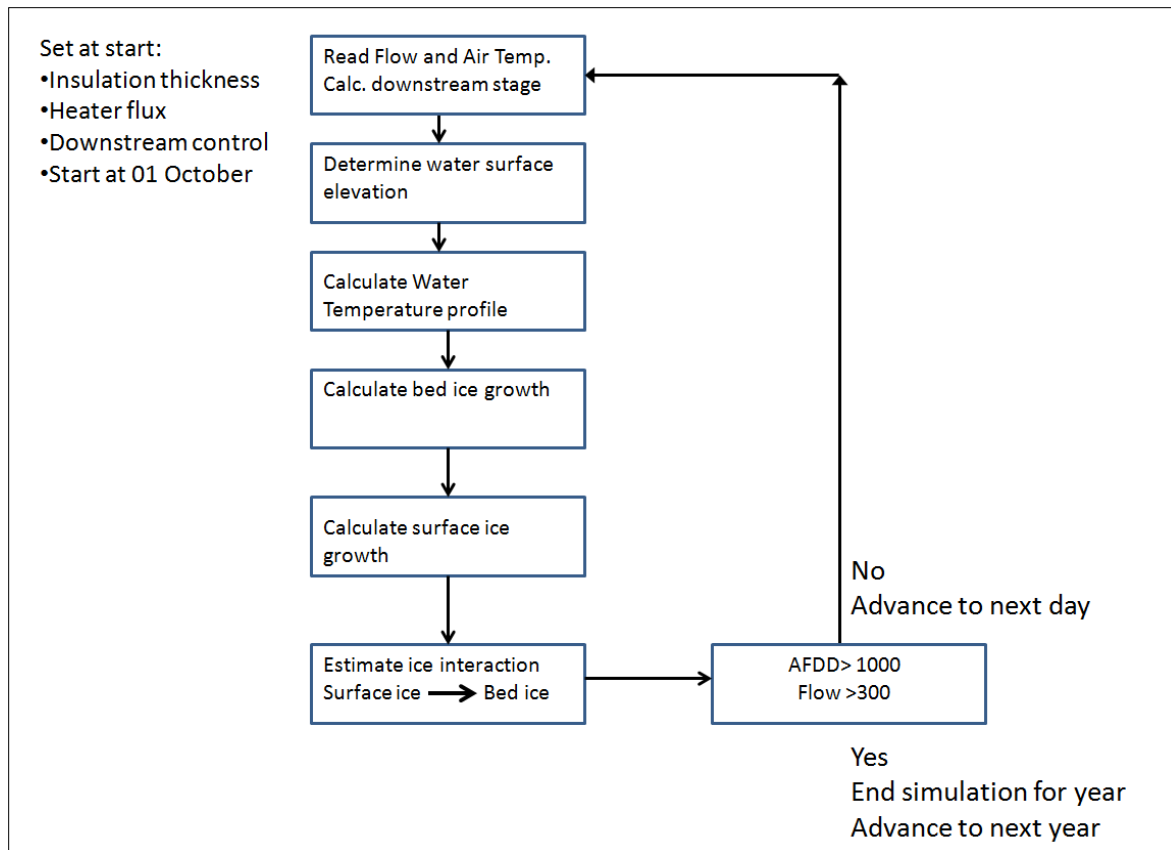 Set at start:
•Insulation thickness
•Heater flux
•Downstream control
•Start at 01 October
Read Flow and Air Temp.
Calc. downstream stage
Determine water surface
elevation
Calculate Water
Temperature profile
Calculate bed ice growth
Calculate surface ice
growth
Estimate ice interaction
Surface ice Bed ice
AFDD> 1000
Flow >300
No
Advance to next day
Yes
End simulation for year
Advance to next year